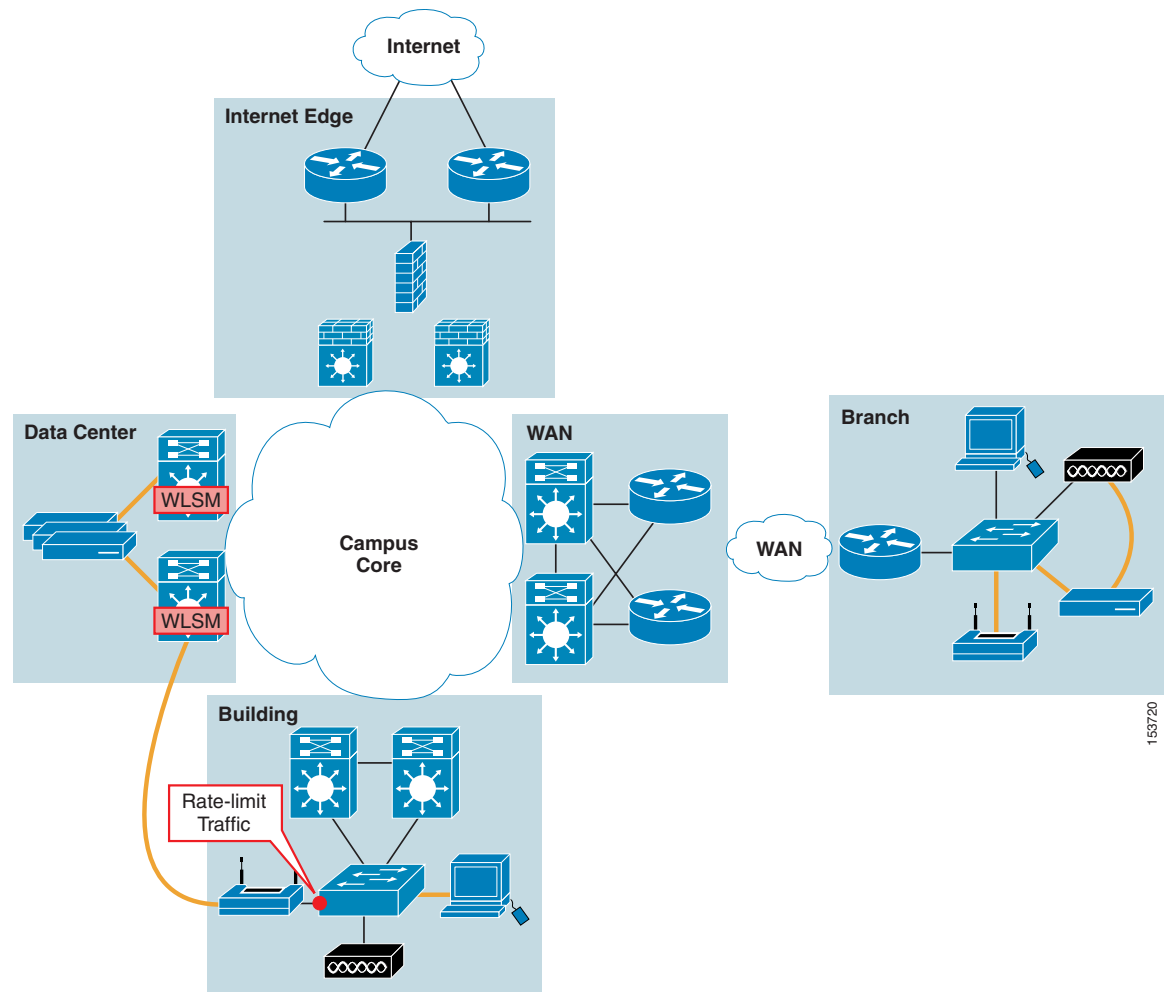 Internet
Internet Edge
Data Center
WLSM
WLSM
Campus
Core
WAN
WAN
Branch
Building
Rate-limit
Traffic
153720